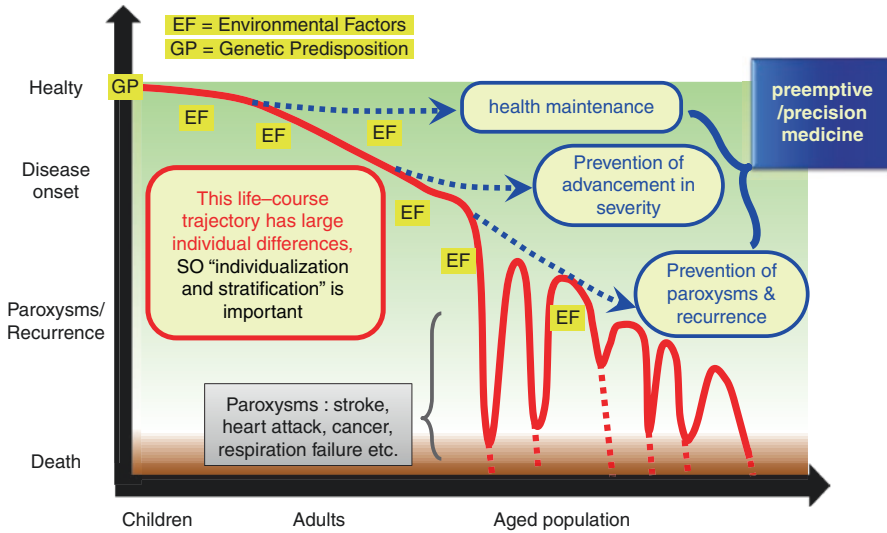 EF = Environmental Factors
GP = Genetic Predisposition
Healty
GP
EF
EF
EF
health maintenance
preemptive
/precision
medicine
Disease
onset
Prevention of
advancement in
severity
This life–course
trajectory has large
individual differences,
SO “individualization
and stratification” is
important
EF
EF
EF
Prevention of
paroxysms &
recurrence
Paroxysms/
Recurrence
Paroxysms : stroke,
heart attack, cancer,
respiration failure etc.
Death
Children
Adults
Aged population